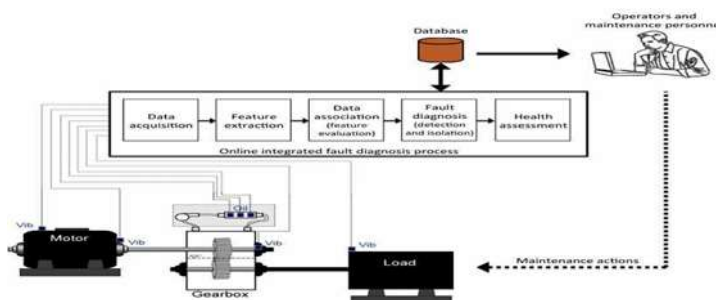 Operators and
maintenance personne
Database
Data
acquisition
Feature
extraction
Data
association
(feature
evaluation)
Fault
diagnosis
(detection
and isolation)
Health
assessment
Online integrated fault diagnosis process
Oil
Vib
Motor
Vib
Vib
Vib
Load
Gearbox
Maintenance actions